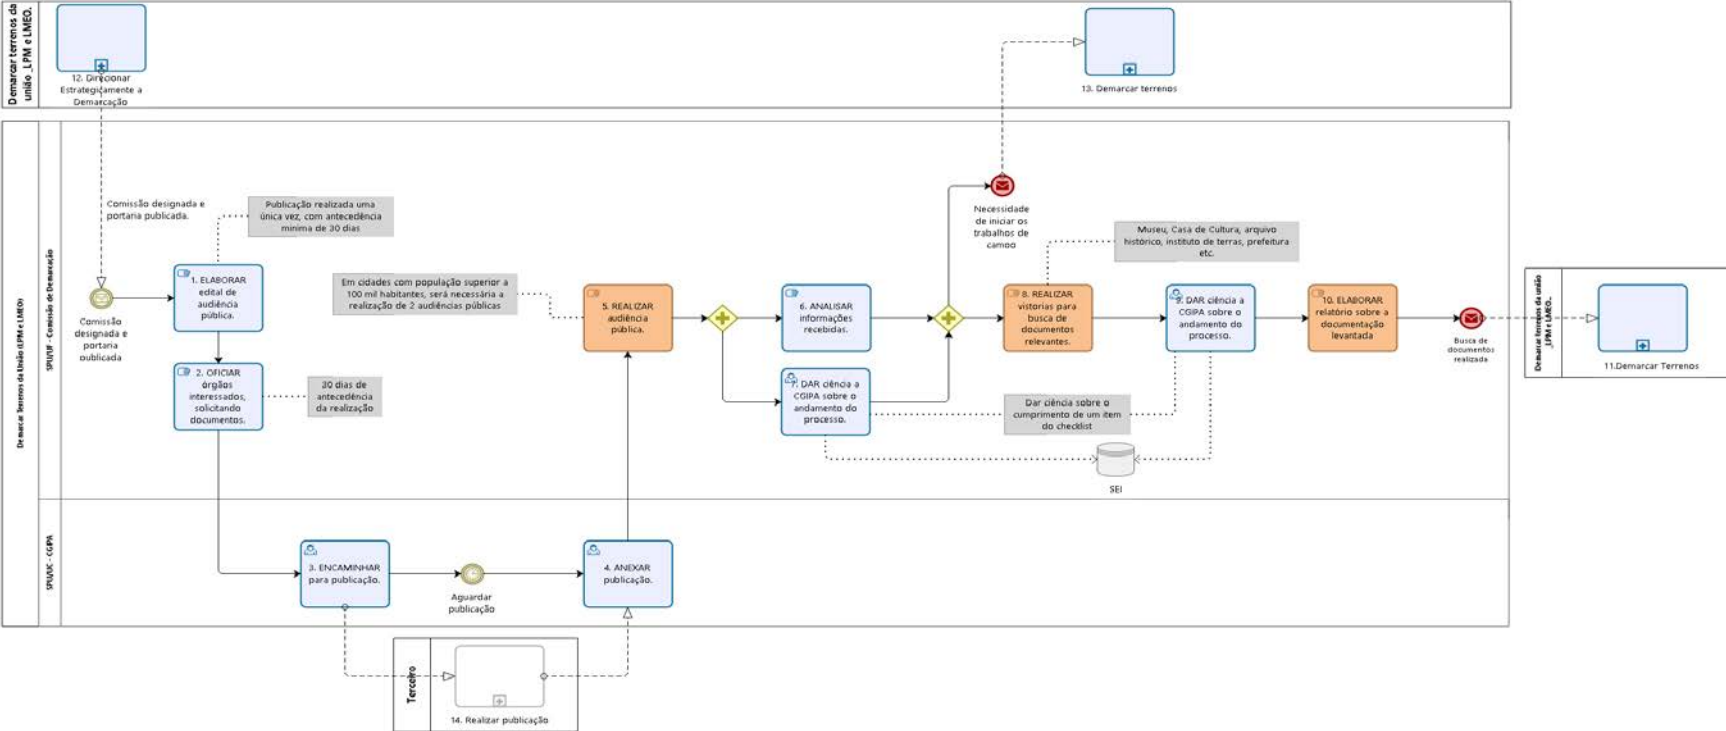 Demarcar terrenos da
união _LPM e LMEO.
12. Direcionar
Estrategicamente a
Demarcação
13. Demarcar terrenos
Demarcar Terrenos da União (LPM e LMEO)
SPU/UF - Comissão de Demarcação
Comissão designada e
portaria publicada.
Comissão
designada e
portaria
publicada
Publicação realizada uma
única vez, com antecedência
mínima de 30 dias
1. ELABORAR
edital de
audiência
pública.
2. OFICIAR
órgãos
interessados,
solicitando
documentos.
30 dias de
antecedência
da realização
Em cidades com população superior a
100 mil habitantes, será necessária a
realização de 2 audiências públicas
5. REALIZAR
audiência
pública.
6. ANALISAR
informações
recebidas.
7. DAR ciência a
CGIPA sobre o
andamento do
processo.
Necessidade
de iniciar os
trabalhos de
campo
Museu, Casa de Cultura, arquivo
histórico, instituto de terras, prefeitura
etc.
8. REALIZAR
vistorias para
busca de
documentos
relevantes.
9. DAR ciência a
CGIPA sobre o
andamento do
processo.
10. ELABORAR
relatório sobre a
documentação
levantada
Busca de
documentos
realizada
Dar ciência sobre o
cumprimento de um item
do checklist
SEI
Demarcar terrenos da união
_LPM e LMEO.
11.Demarcar Terrenos
SPU/UC - CGIPA
3. ENCAMINHAR
para publicação.
Aguardar
publicação
4. ANEXAR
publicação.
Terceiro
14. Realizar publicação